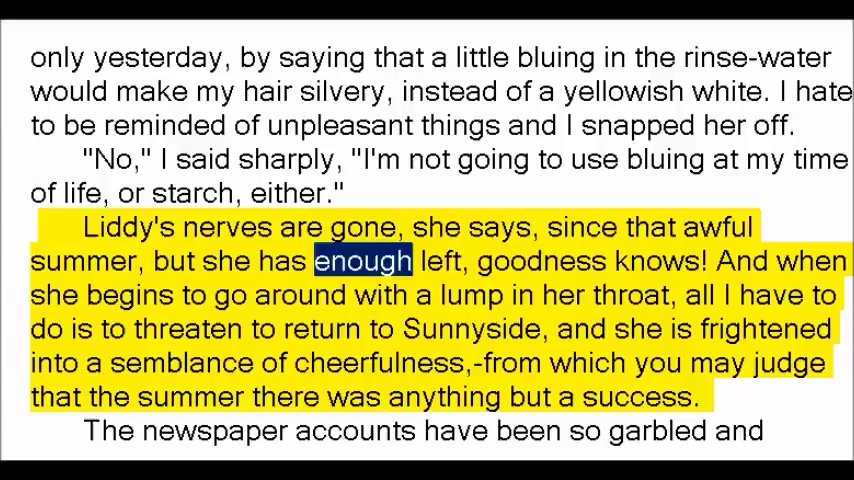 only yesterday, by saying that a little bluing in the rinse-water
would make my hair silvery, instead of a yellowish white. I hate
to be reminded of unpleasant things and I snapped her off.
"No," I said sharply, "I'm not going to use bluing at my time
of life, or starch, either."
Liddy's nerves are gone, she says, since that awful
summer, but she has enough left, goodness knows! And when
she begins to go around with a lump in her throat, all I have to
do is to threaten to return to Sunnyside, and she is frightened
into a semblance of cheerfulness,-from which you may judge
that the summer there was anything but a success.
The newspaper accounts have been so garbled and